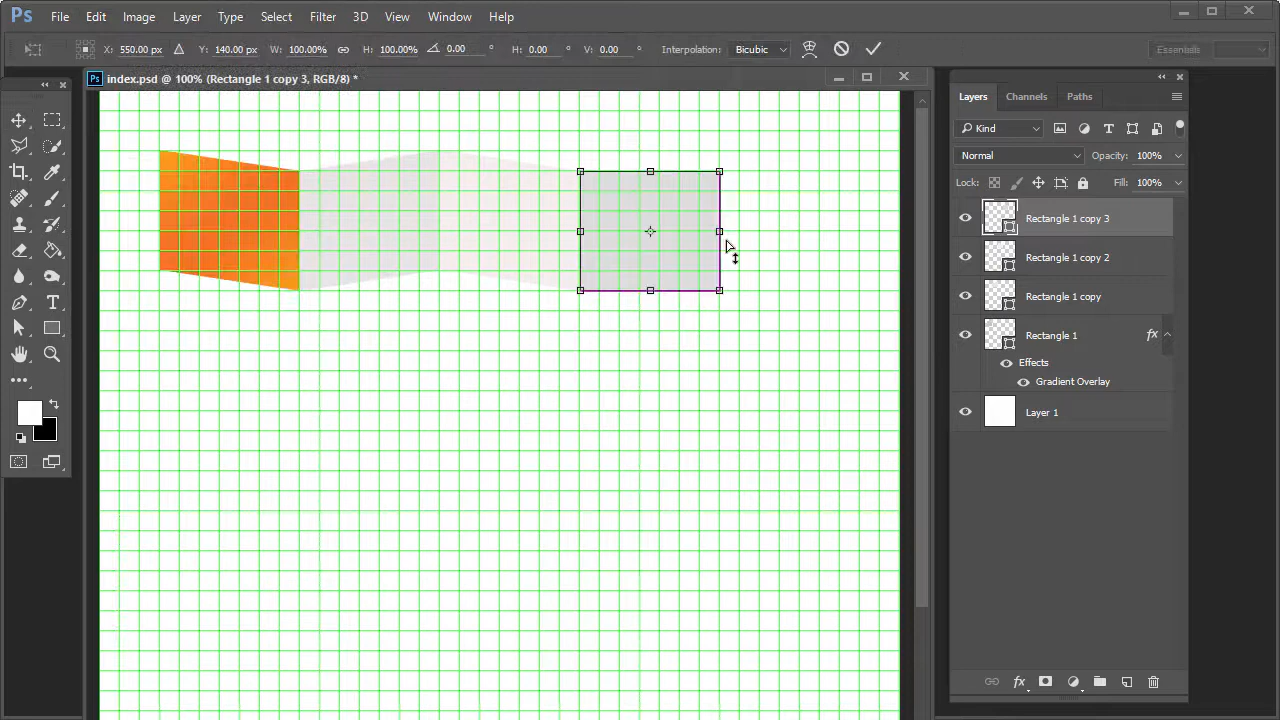 Ps File Edit Image Layer Type Select Filter 3D View Window Help
X: 550.00 px Y: 140.00 px W: 100.00% H: 100.00% 0.00 ° H: 0.00 ° V: 0.00 ° Interpolation: Bicubic Essentials
Ps index.psd @ 100% (Rectangle 1 copy 3, RGB/8) *
Layers Channels Paths
Kind
Normal Opacity: 100%
Lock: Fill: 100%
Rectangle 1 copy 3
Rectangle 1 copy 2
Rectangle 1 copy
Rectangle 1 fx
Effects
Gradient Overlay
Layer 1
fx